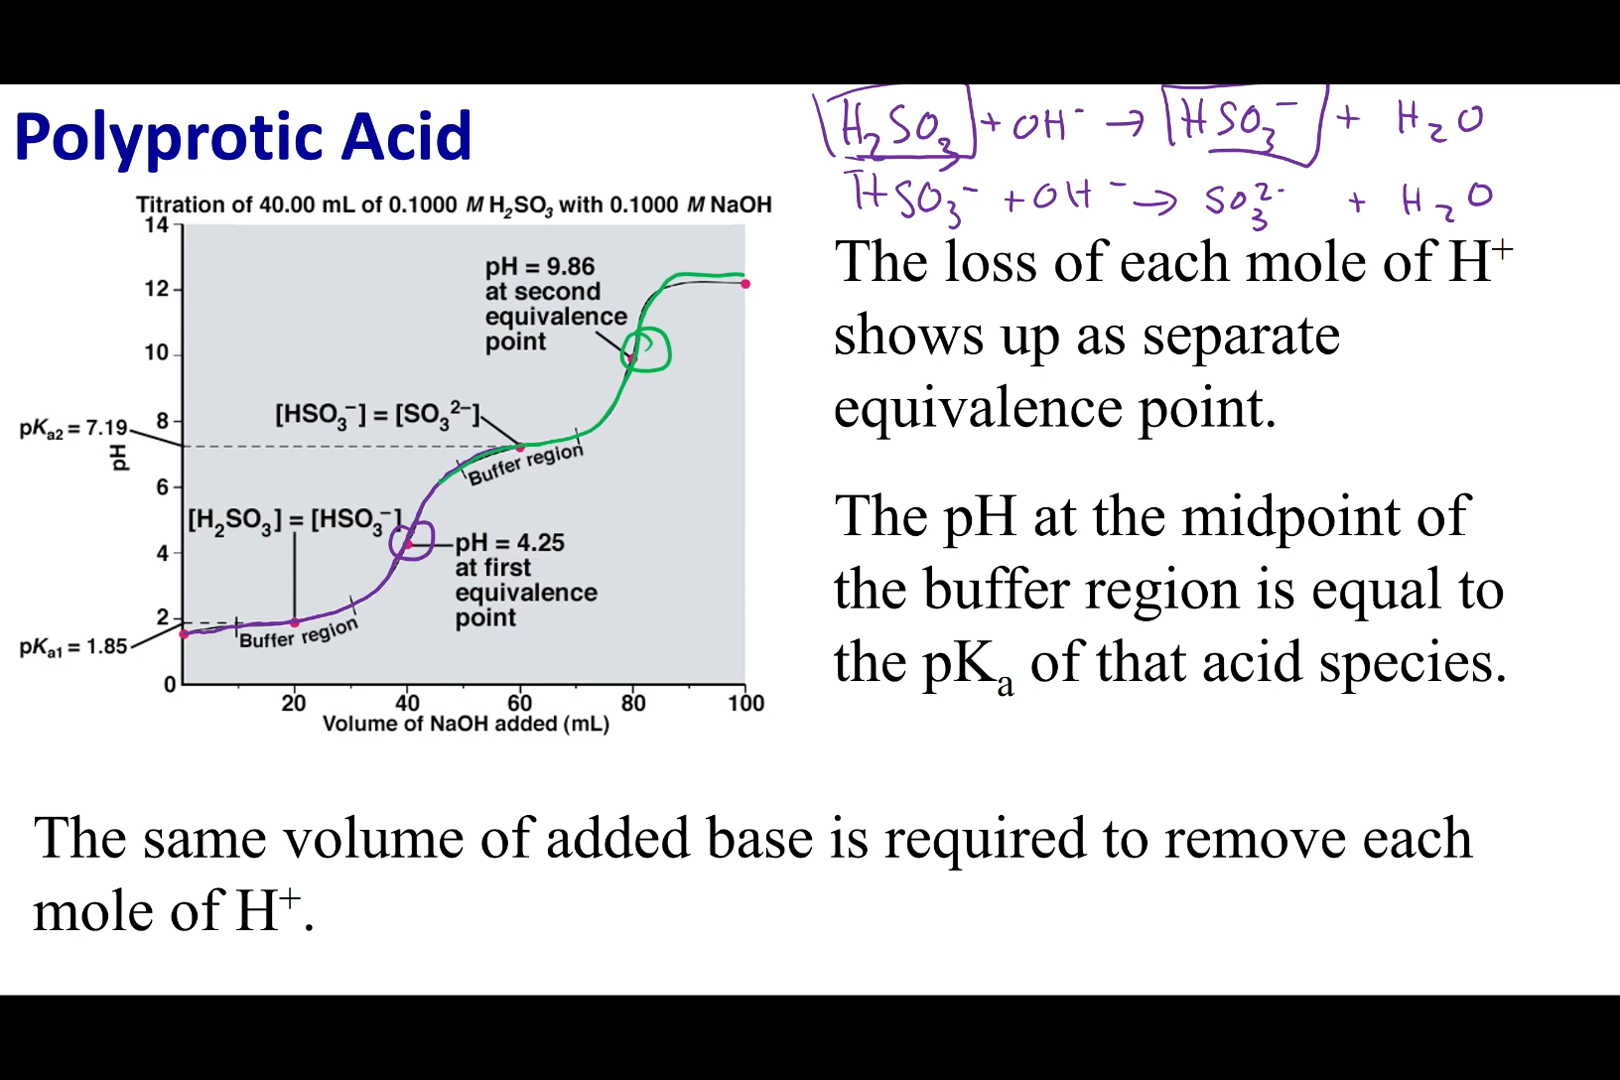 Polyprotic Acid
H₂SO₃ + OH⁻ → HSO₃⁻ + H₂O
HSO₃⁻ + OH⁻ → SO₃²⁻ + H₂O
Titration of 40.00 mL of 0.1000 M H₂SO₃ with 0.1000 M NaOH
14
12
10
8
6
4
2
0
pH
pKa2 = 7.19
pKa1 = 1.85
pH = 9.86
at second
equivalence
point
[HSO₃⁻] = [SO₃²⁻]
Buffer region
[H₂SO₃] = [HSO₃⁻]
pH = 4.25
at first
equivalence
point
Buffer region
20 40 60 80 100
Volume of NaOH added (mL)
The loss of each mole of H⁺
shows up as separate
equivalence point.
The pH at the midpoint of
the buffer region is equal to
the pKₐ of that acid species.
The same volume of added base is required to remove each
mole of H⁺.